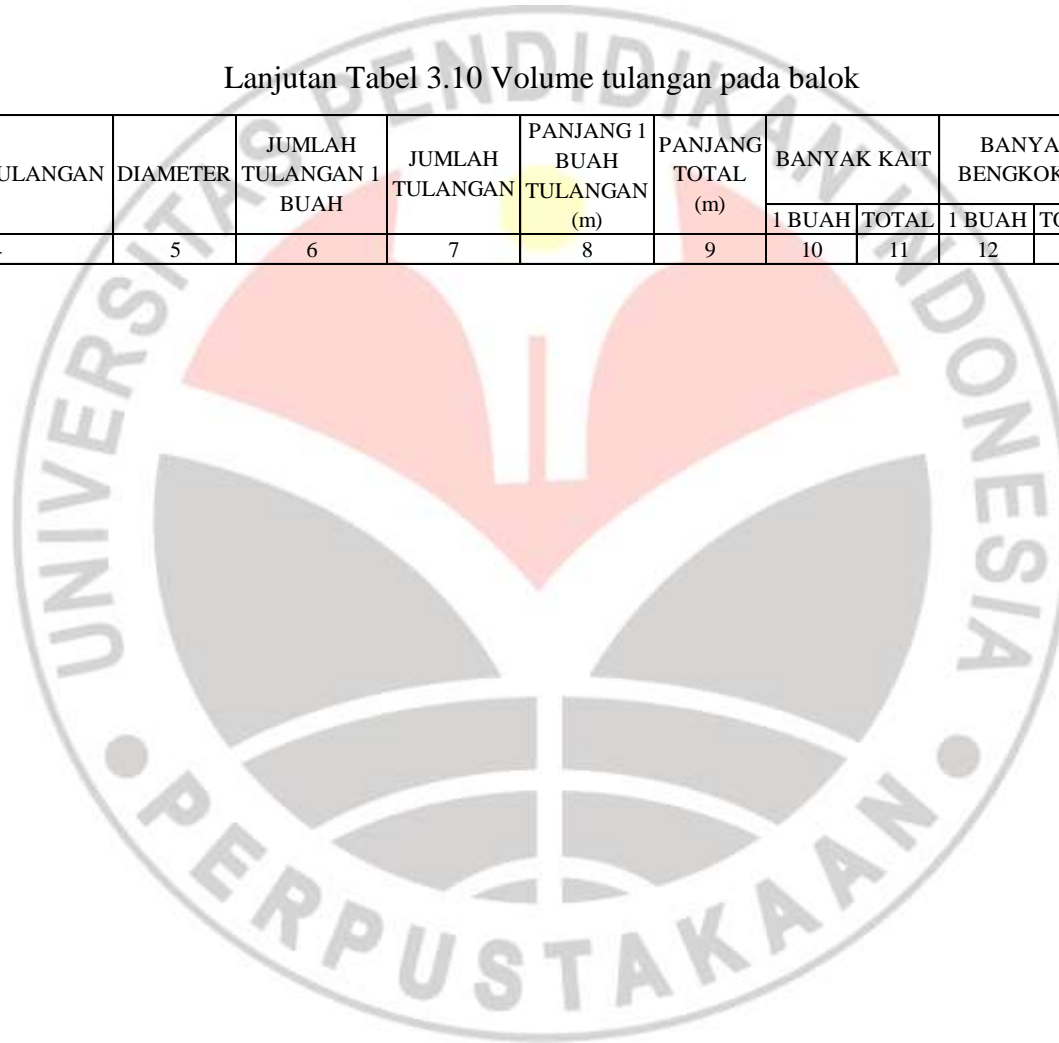 Lanjutan Tabel 3.10 Volume tulangan pada balok
ULANGAN DIAMETER JUMLAH TULANGAN 1 BUAH JUMLAH TULANGAN PANJANG 1 BUAH TULANGAN (m) PANJANG TOTAL (m) BANYAK KAIT BANYA BENGKOK
1 BUAH TOTAL 1 BUAH TO
5 6 7 8 9 10 11 12
UNIVERSITAS PENDIDIKAN INDONESIA
PERPUSTAKAAN